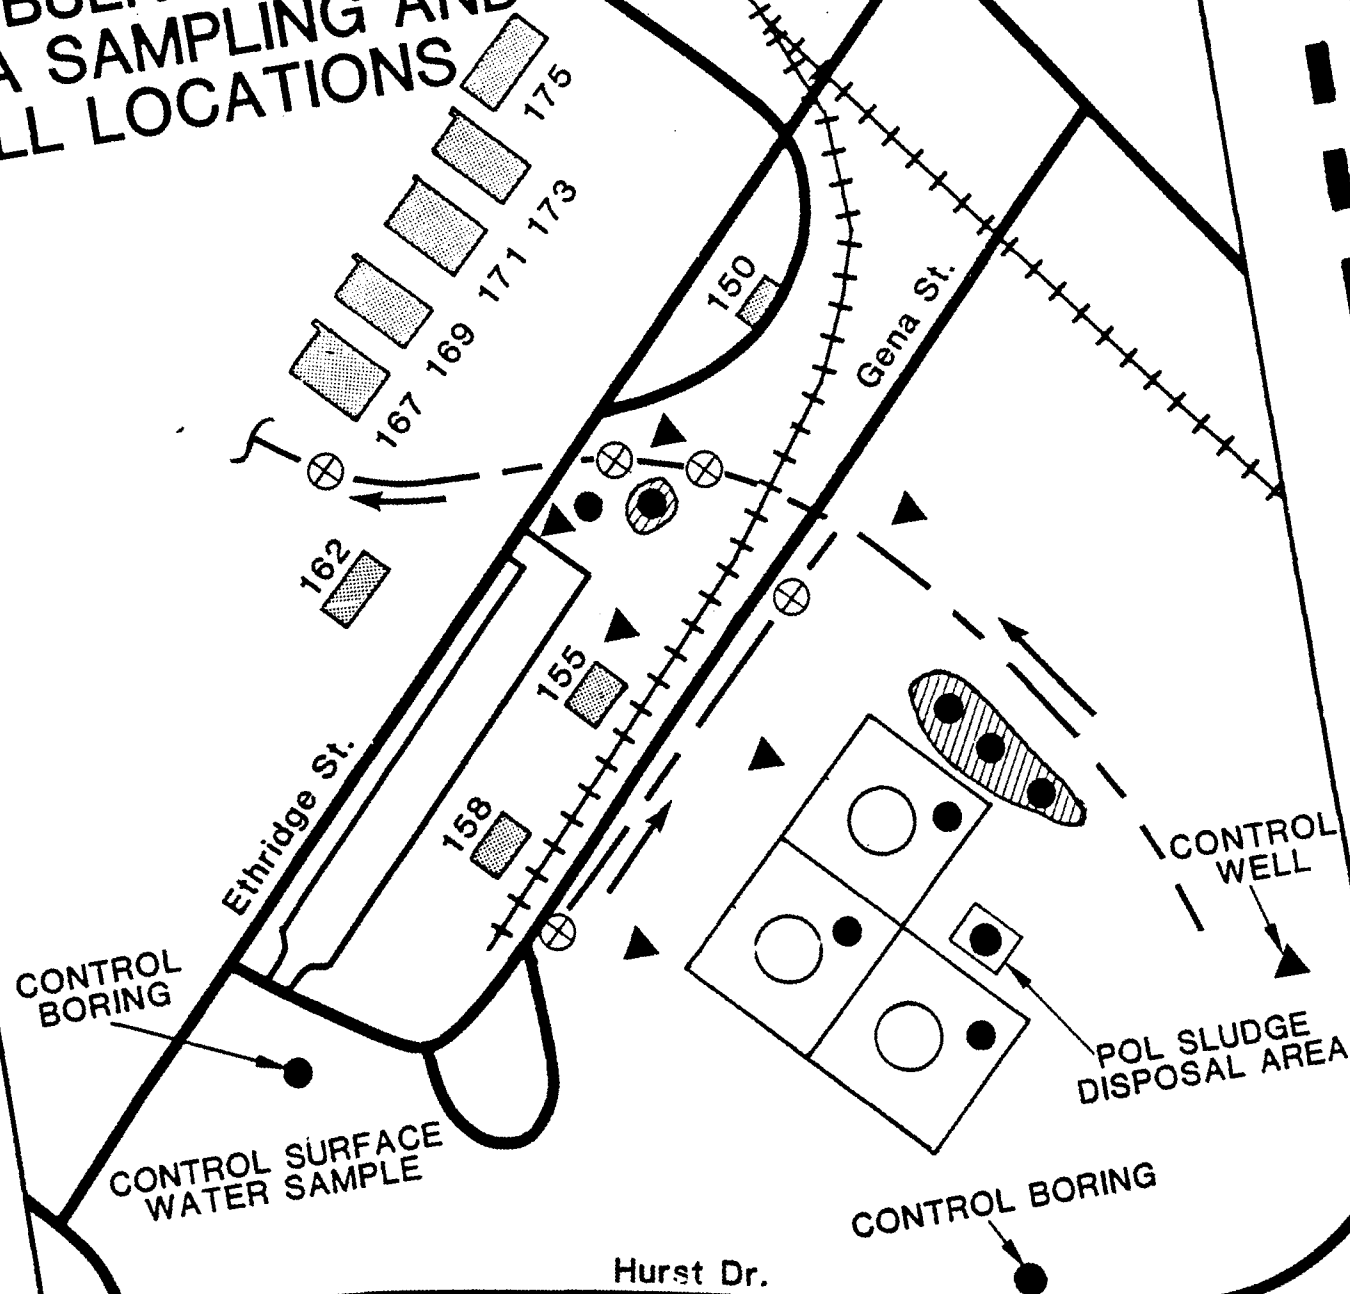 A SAMPLING AND
LL LOCATIONS
175
173
171
169
167
150
Gena St.
162
155
158
Ethridge St.
CONTROL
WELL
CONTROL
BORING
POL SLUDGE
DISPOSAL AREA
CONTROL SURFACE
WATER SAMPLE
CONTROL BORING
Hurst Dr.